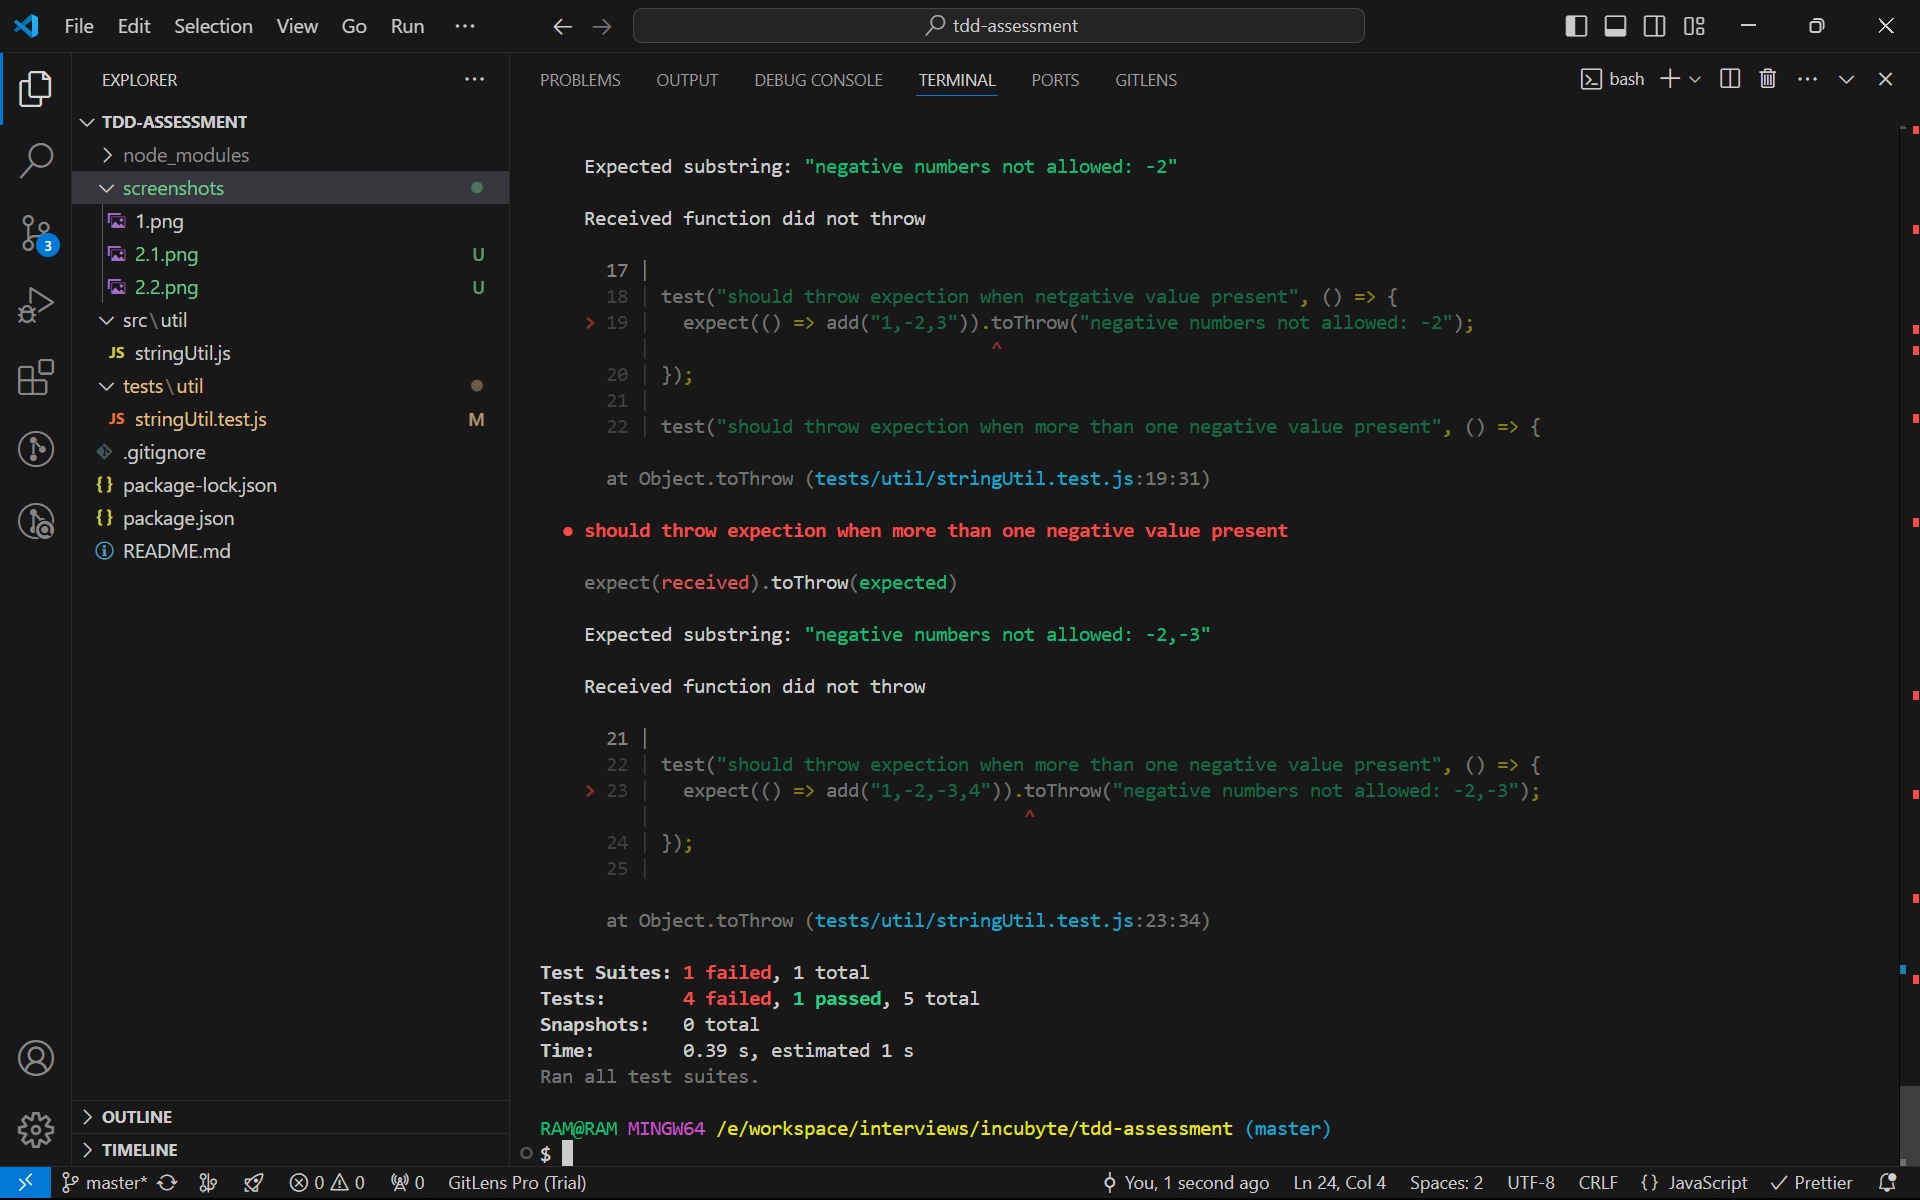 File Edit Selection View Go Run ··· tdd-assessment
EXPLORER ···
TDD-ASSESSMENT
node_modules
screenshots
1.png
2.1.png U
2.2.png U
src\util
JS stringUtil.js
tests\util
JS stringUtil.test.js M
.gitignore
{} package-lock.json
{} package.json
README.md
3
OUTLINE
TIMELINE
PROBLEMS OUTPUT DEBUG CONSOLE TERMINAL PORTS GITLENS bash
Expected substring: "negative numbers not allowed: -2"
Received function did not throw
17 |
18 | test("should throw expection when netgative value present", () => {
> 19 | expect(() => add("1,-2,3")).toThrow("negative numbers not allowed: -2");
| ^
20 | });
21 |
22 | test("should throw expection when more than one negative value present", () => {
at Object.toThrow (tests/util/stringUtil.test.js:19:31)
● should throw expection when more than one negative value present
expect(received).toThrow(expected)
Expected substring: "negative numbers not allowed: -2,-3"
Received function did not throw
21 |
22 | test("should throw expection when more than one negative value present", () => {
> 23 | expect(() => add("1,-2,-3,4")).toThrow("negative numbers not allowed: -2,-3");
| ^
24 | });
25 |
at Object.toThrow (tests/util/stringUtil.test.js:23:34)
Test Suites: 1 failed, 1 total
Tests: 4 failed, 1 passed, 5 total
Snapshots: 0 total
Time: 0.39 s, estimated 1 s
Ran all test suites.
RAM@RAM MINGW64 /e/workspace/interviews/incubyte/tdd-assessment (master)
$
master* 0 0 0 GitLens Pro (Trial) You, 1 second ago Ln 24, Col 4 Spaces: 2 UTF-8 CRLF {} JavaScript Prettier